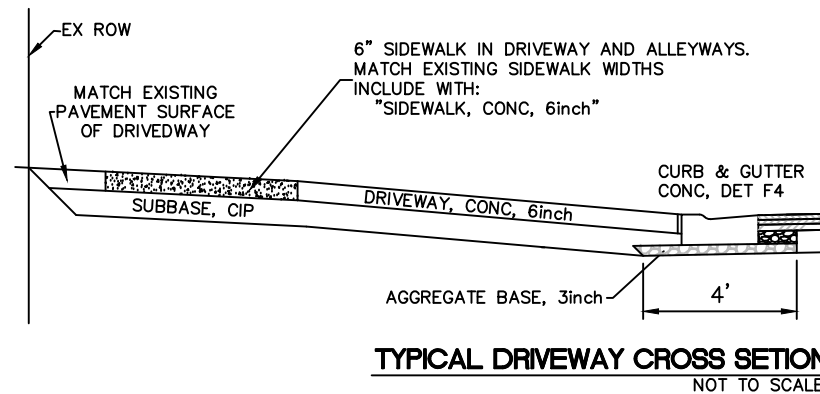 EX ROW
6" SIDEWALK IN DRIVEWAY AND ALLEYWAYS.
MATCH EXISTING SIDEWALK WIDTHS
INCLUDE WITH:
"SIDEWALK, CONC, 6inch"
MATCH EXISTING
PAVEMENT SURFACE
OF DRIVEDWAY
CURB & GUTTER
CONC, DET F4
DRIVEWAY, CONC, 6inch
SUBBASE, CIP
AGGREGATE BASE, 3inch
4'
TYPICAL DRIVEWAY CROSS SETION
NOT TO SCALE